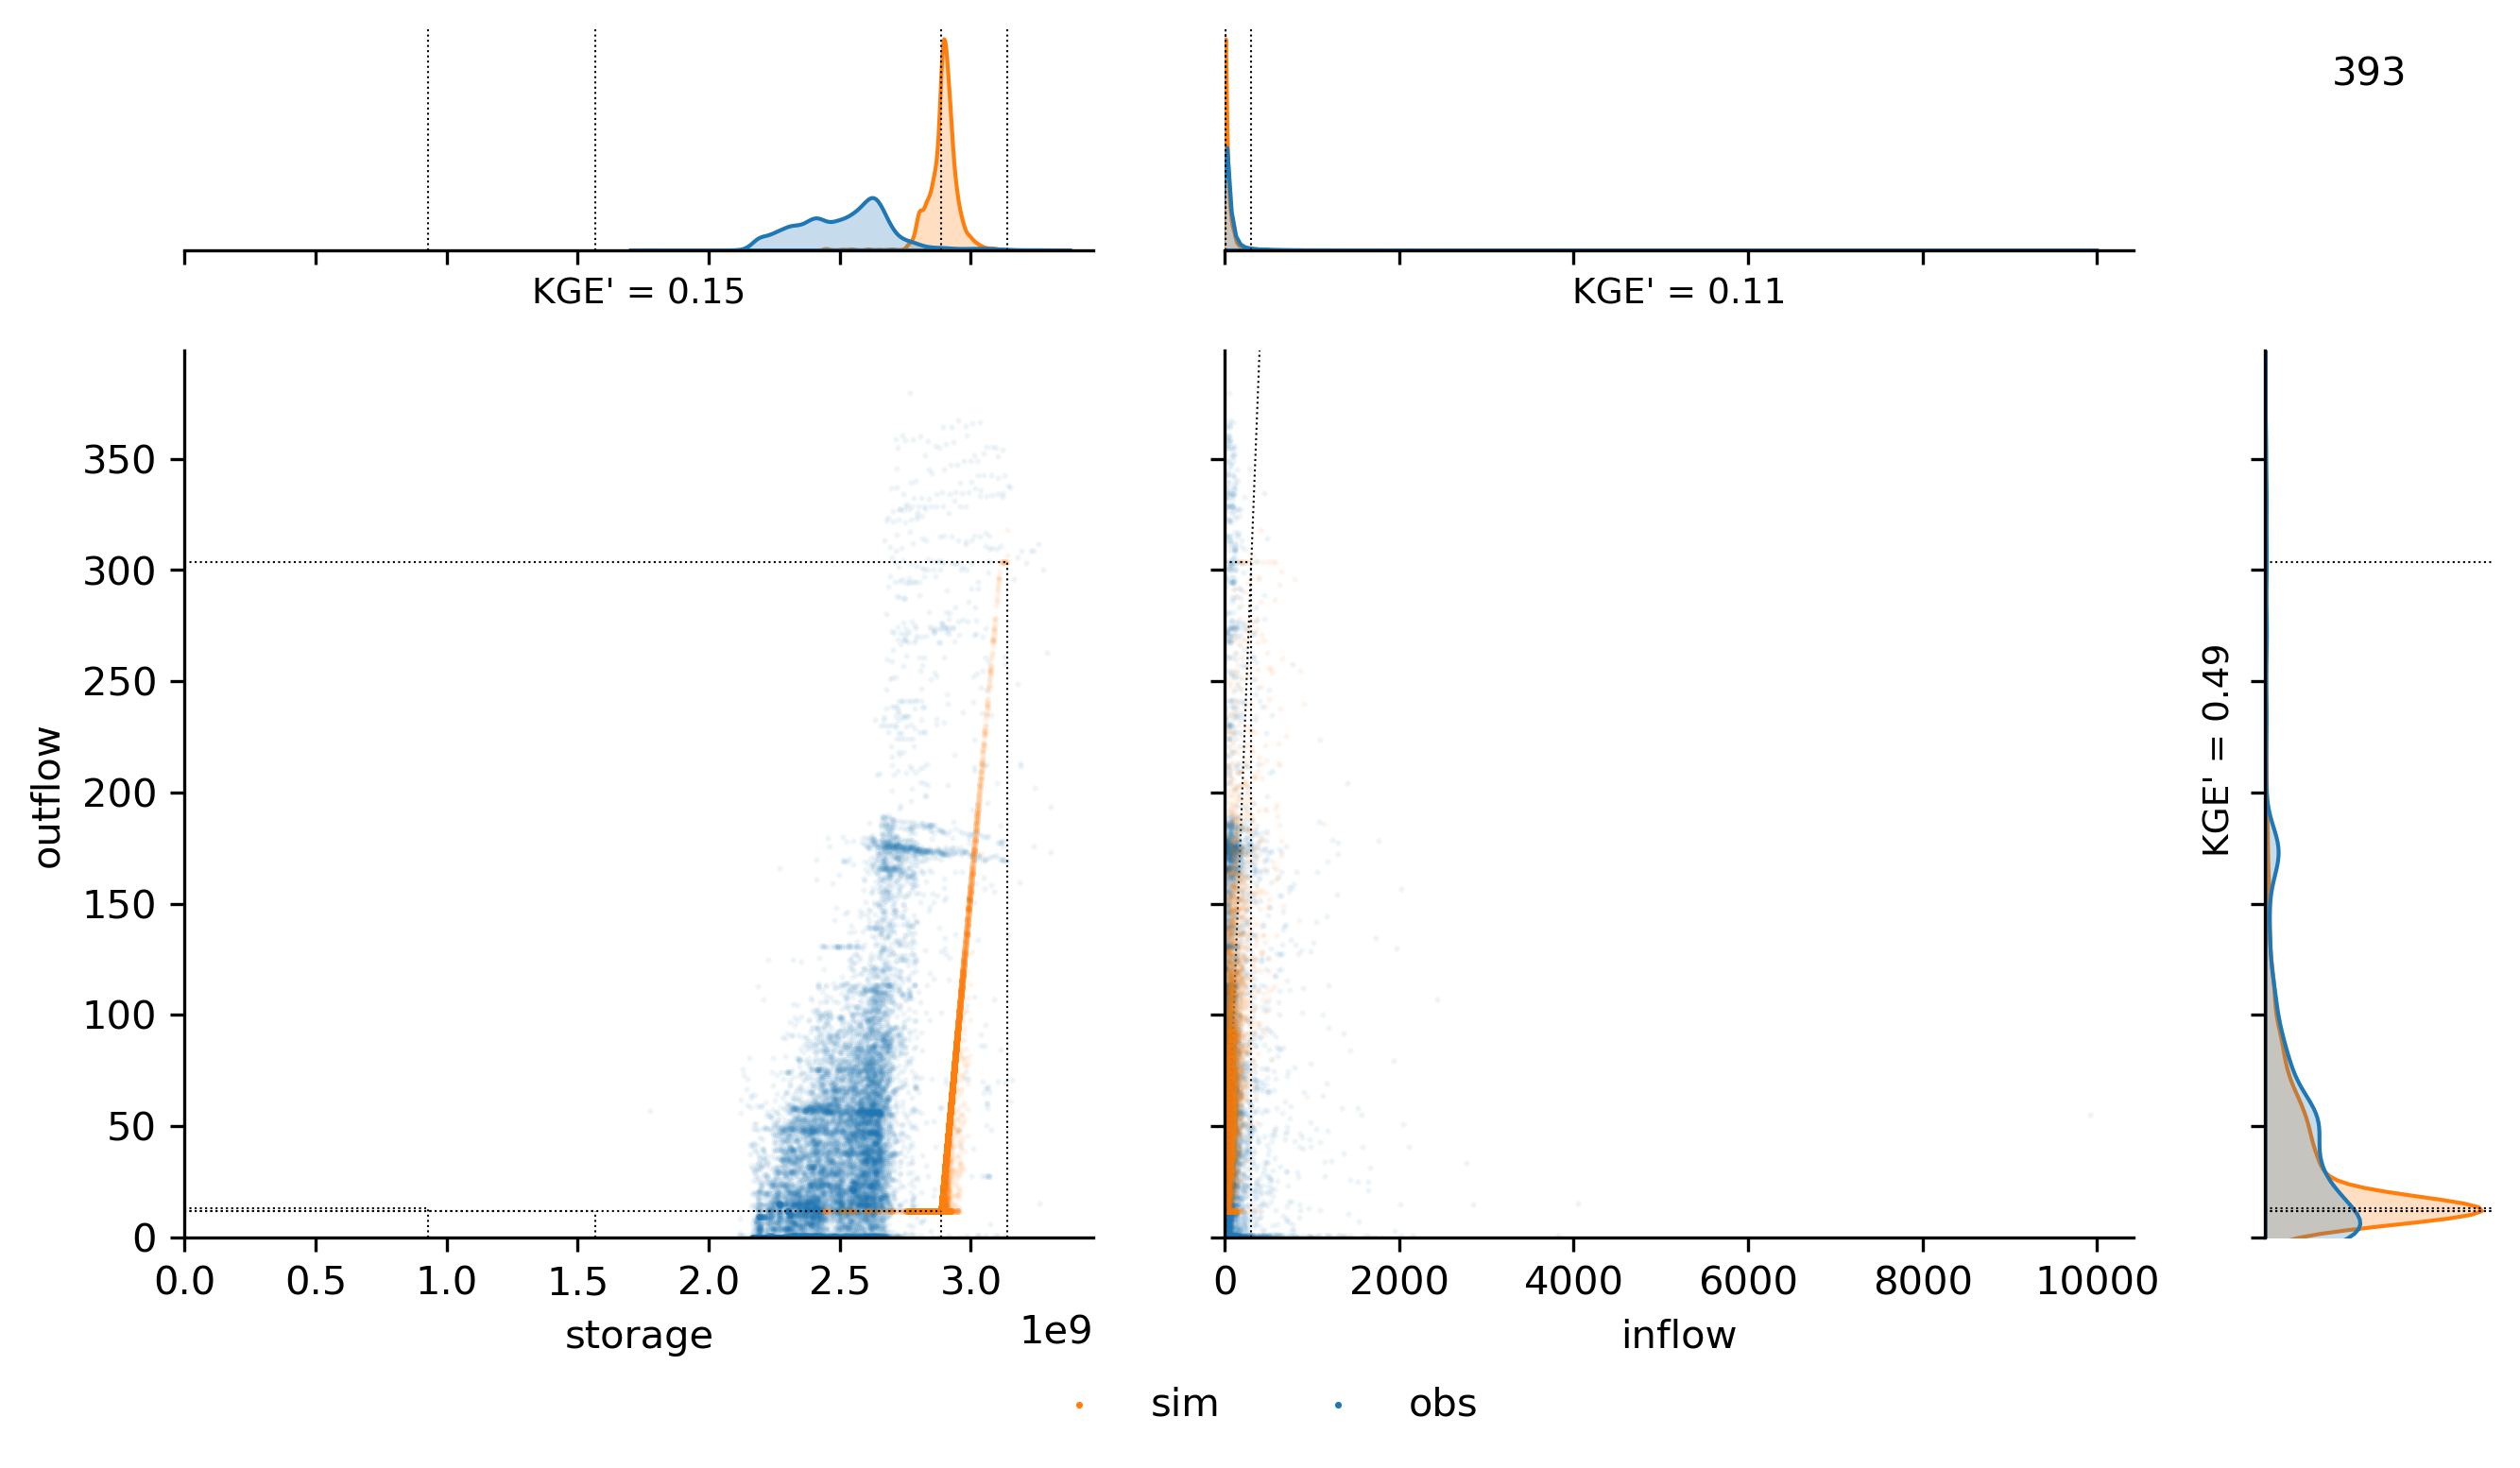 393
KGE' = 0.15
KGE' = 0.11
outflow
350
300
250
200
150
100
50
0
KGE' = 0.49
0.0 0.5 1.0 1.5 2.0 2.5 3.0
0 2000 4000 6000 8000 10000
storage
1e9
inflow
sim obs